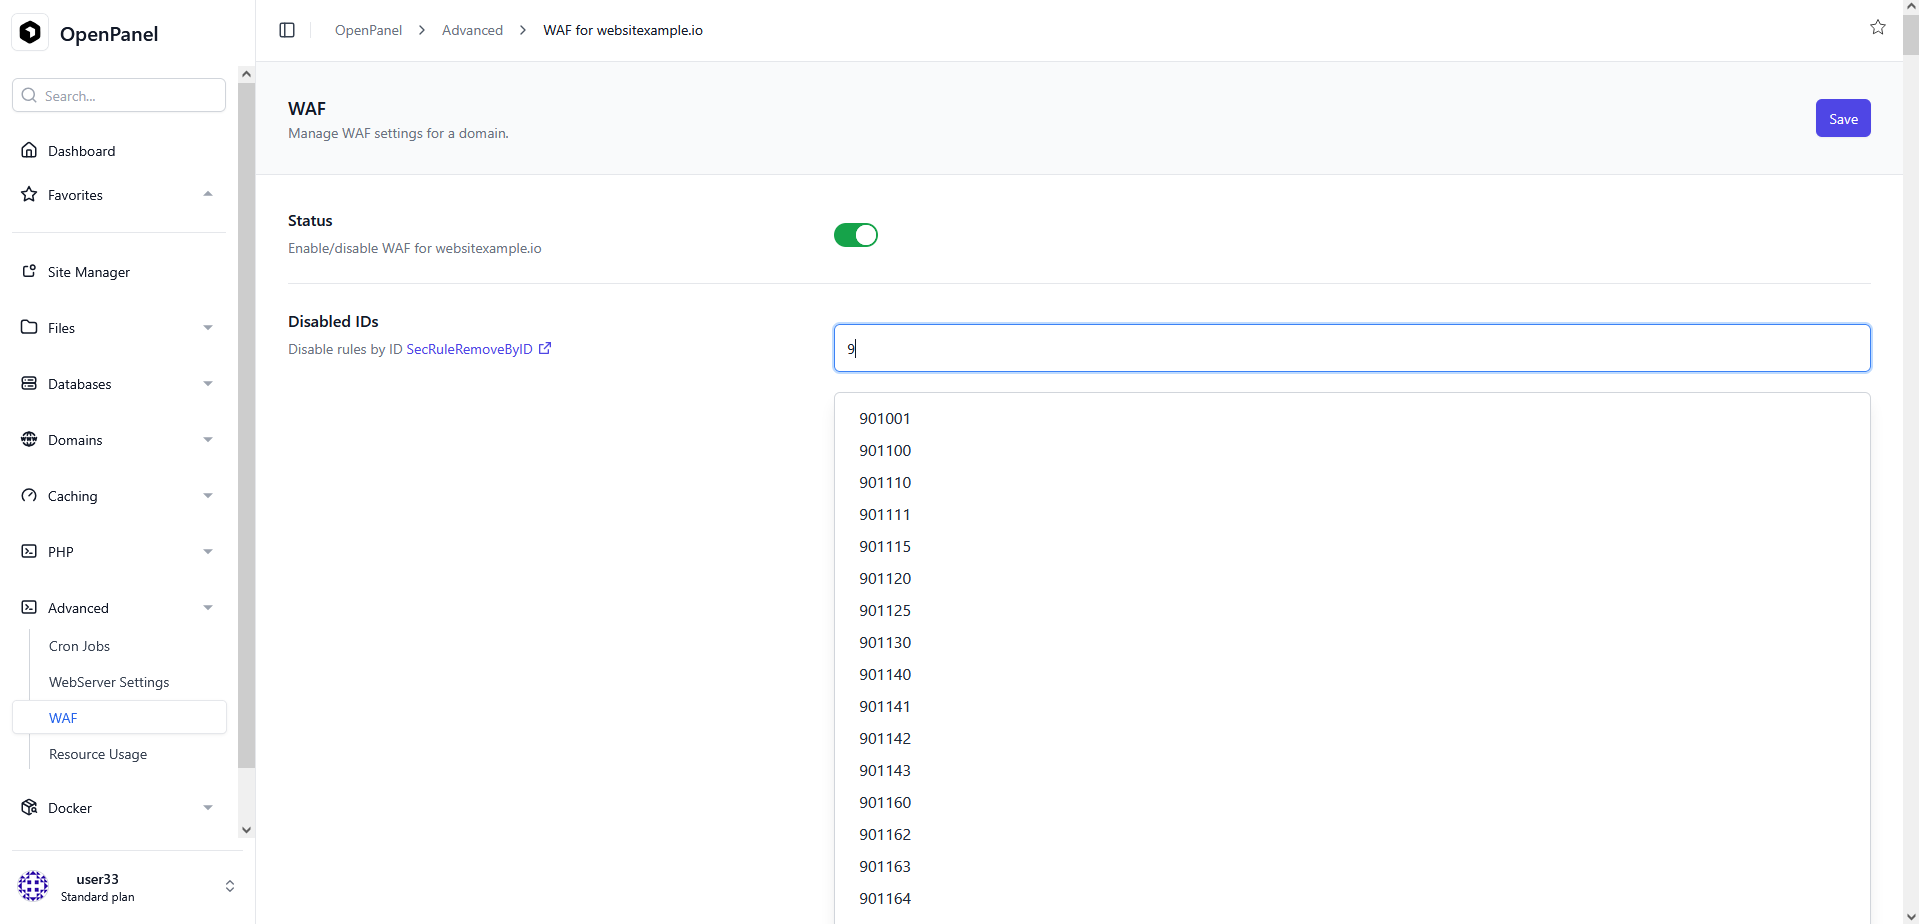 OpenPanel
Search...
Dashboard
Favorites
Site Manager
Files
Databases
Domains
Caching
PHP
Advanced
Cron Jobs
WebServer Settings
WAF
Resource Usage
Docker
user33
Standard plan
OpenPanel > Advanced > WAF for websitexample.io
WAF
Manage WAF settings for a domain.
Save
Status
Enable/disable WAF for websitexample.io
Disabled IDs
Disable rules by ID SecRuleRemoveByID
9
901001
901100
901110
901111
901115
901120
901125
901130
901140
901141
901142
901143
901160
901162
901163
901164